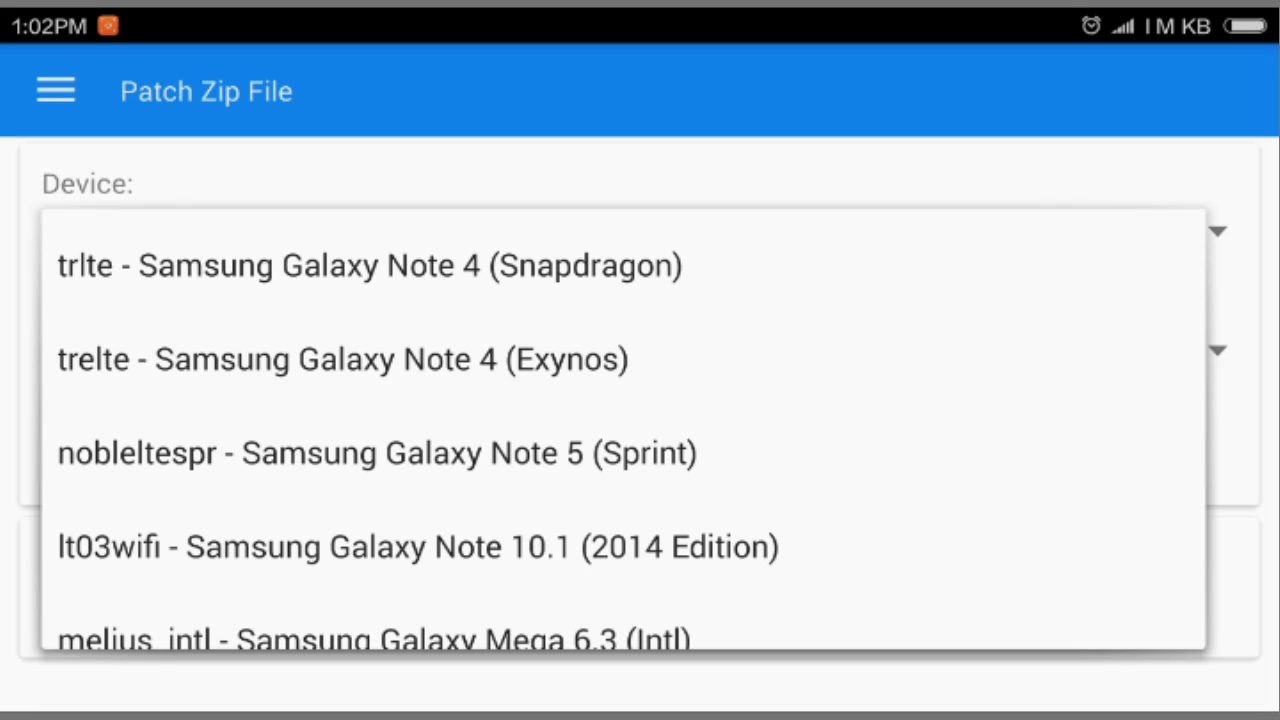 1:02PM I M KB
Patch Zip File
Device:
trlte - Samsung Galaxy Note 4 (Snapdragon)
trelte - Samsung Galaxy Note 4 (Exynos)
nobleltespr - Samsung Galaxy Note 5 (Sprint)
lt03wifi - Samsung Galaxy Note 10.1 (2014 Edition)
melius_intl - Samsung Galaxy Mega 6.3 (Intl)